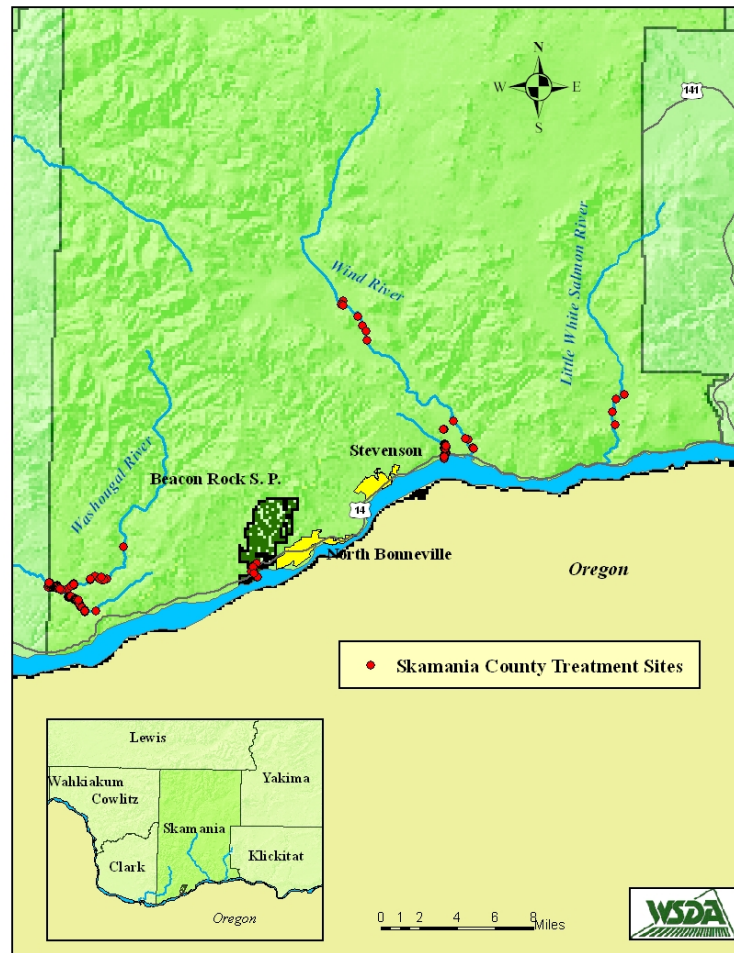 N
W E
S
141
Wind River
Little White Salmon River
Stevenson
Washougal River
Beacon Rock S. P.
14
North Bonneville
Oregon
Skamania County Treatment Sites
Lewis
Yakima
Wahkiakum
Cowlitz
Skamania
Clark
Klickitat
Oregon
0 1 2 4 6 8
Miles
WSDA